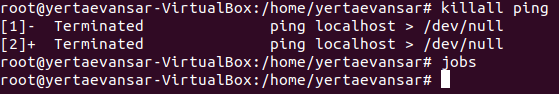 root@yertaevansar-VirtualBox:/home/yertaevansar# killall ping
[1]-  Terminated              ping localhost > /dev/null
[2]+  Terminated              ping localhost > /dev/null
root@yertaevansar-VirtualBox:/home/yertaevansar# jobs
root@yertaevansar-VirtualBox:/home/yertaevansar#